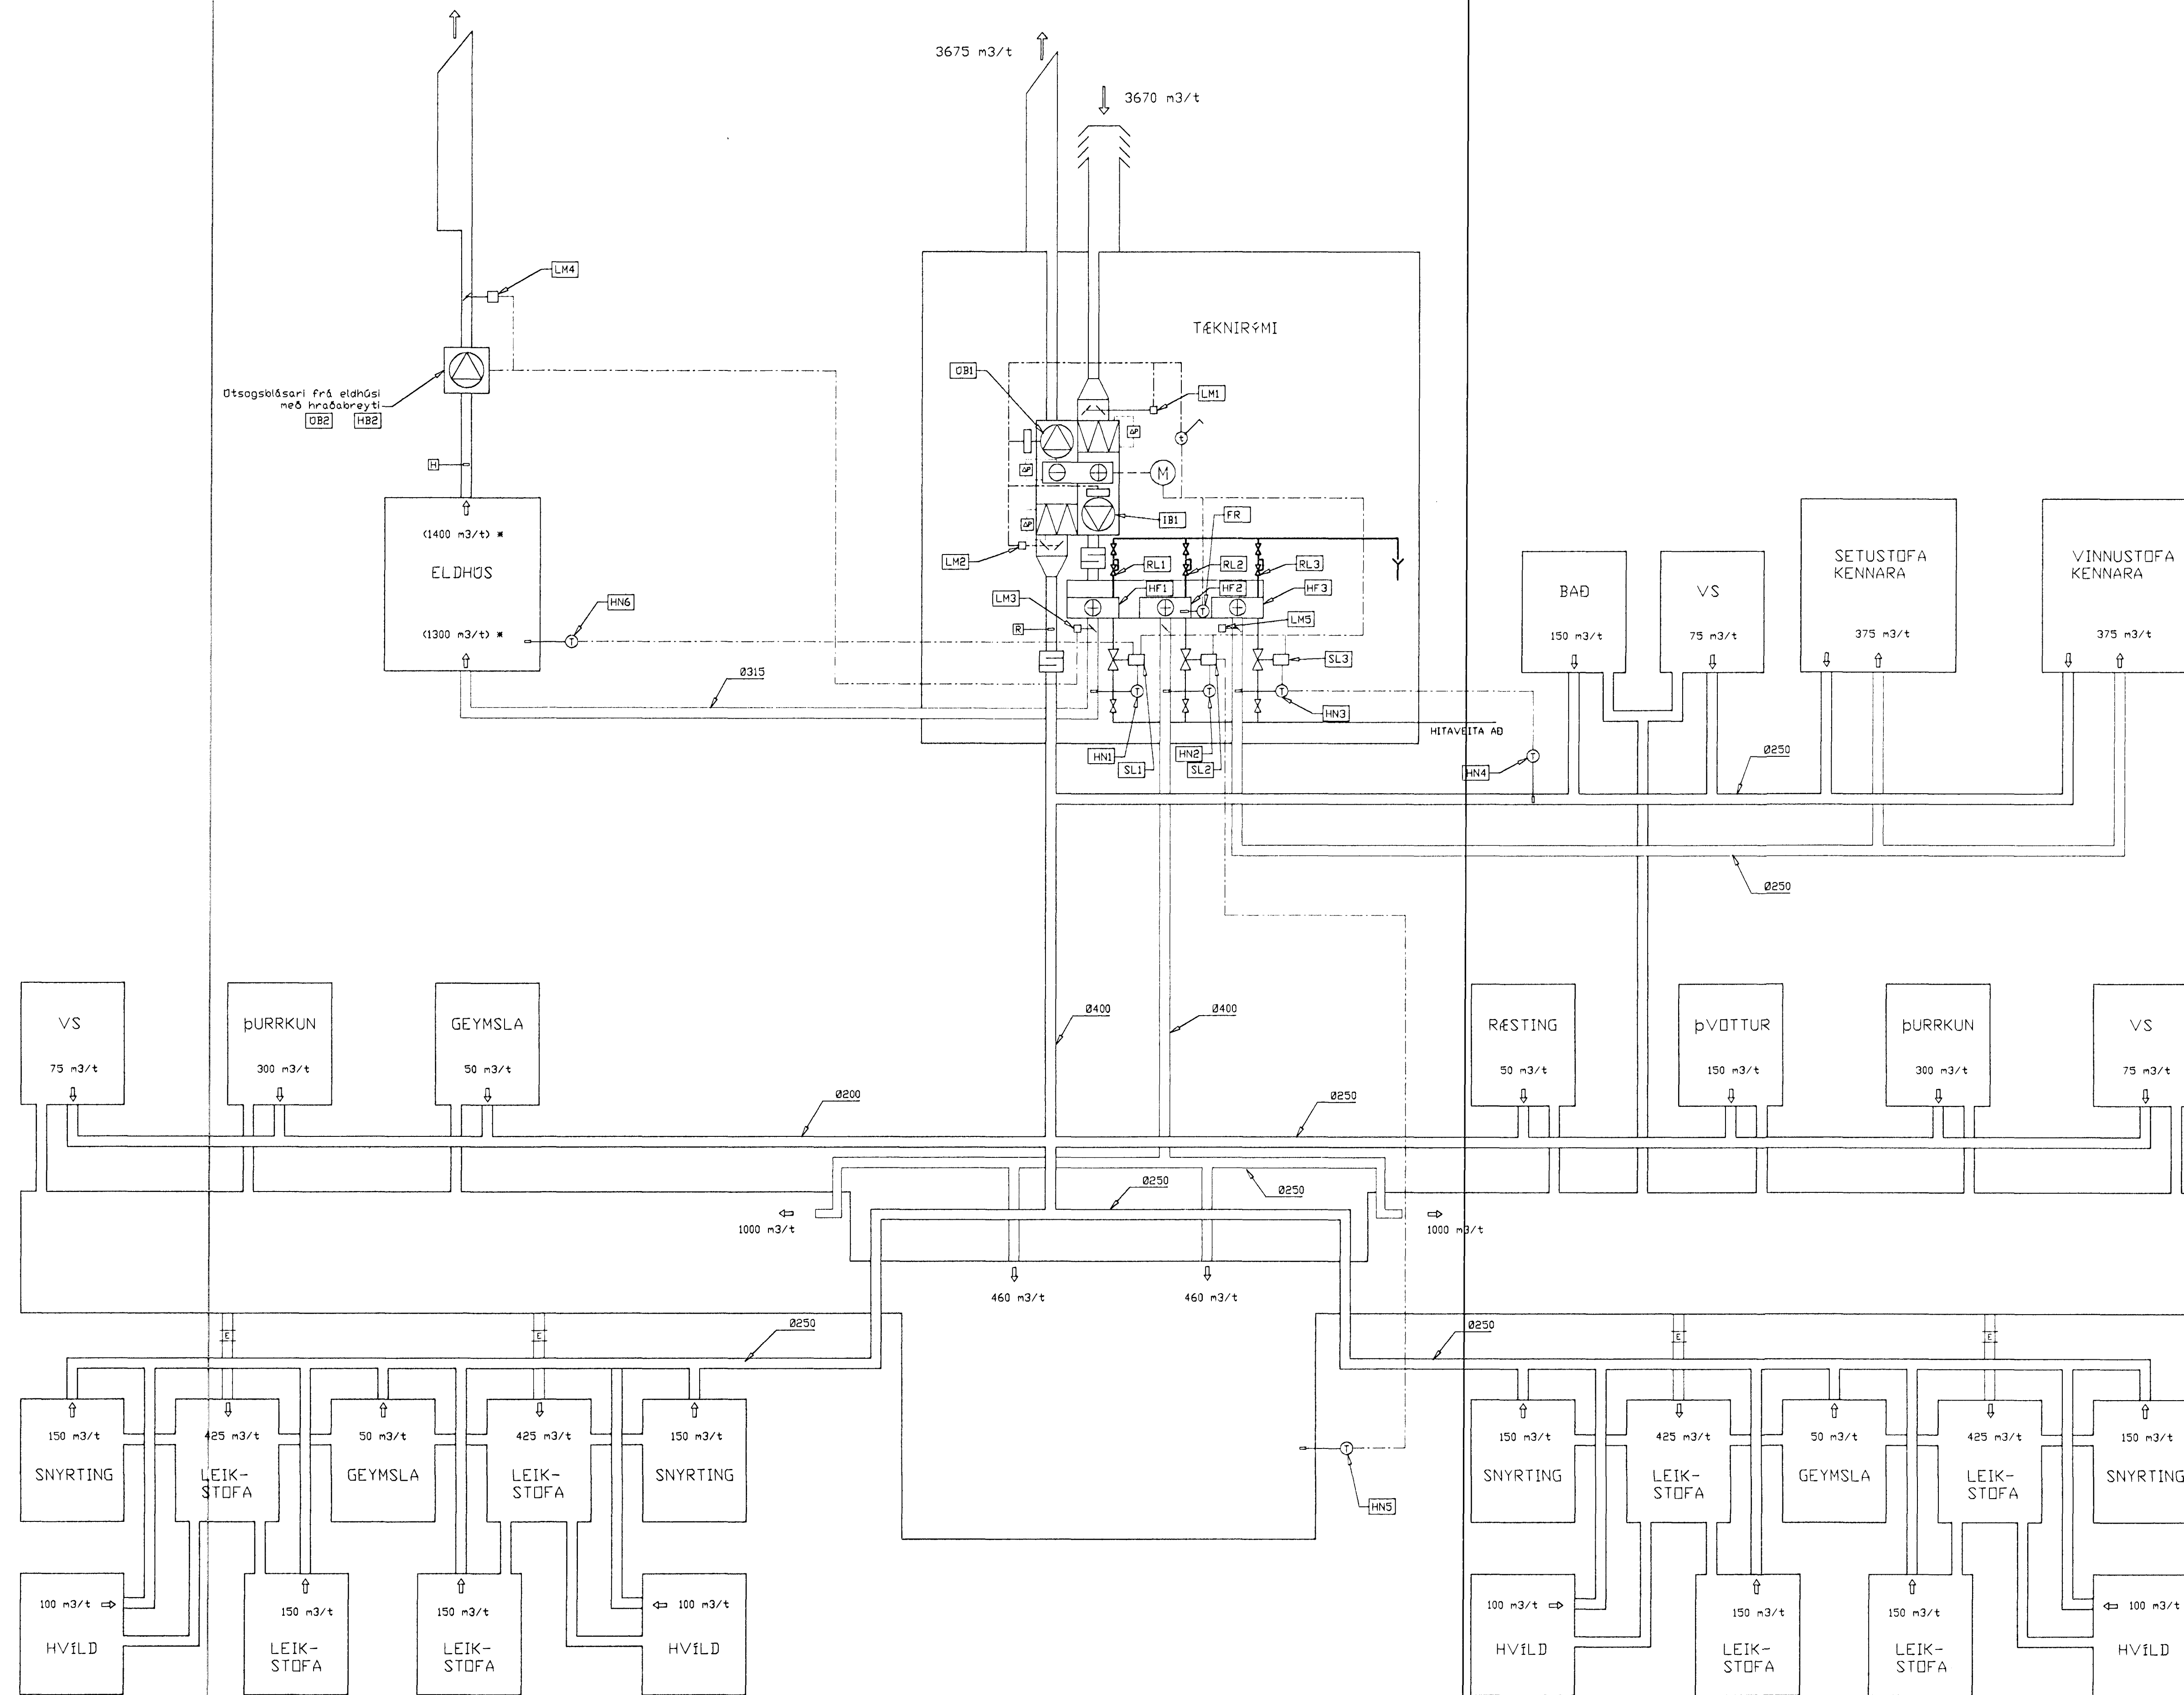 3675 m3/t
3670 m3/t
LM4
TÆKNIRÝMI
ÚB1
LM1
Útsogsblásari frá eldhúsi
með hraðabreyti
ÚB2 HB2
ΔP
t
H
ΔP
M
(1400 m3/t) *
ELDHÚS
(1300 m3/t) *
IB1
FR
ΔP
LM2
RL1
RL2
RL3
HF1
HF2
HF3
LM3
LM5
R
T
HN6
T
SL3
Ø315
T
T
T
HN3
HITAVEITA AÐ
HN1
HN2
SL1
SL2
T
HN4
BAÐ
150 m3/t
VS
75 m3/t
SETUSTOFA
KENNARA
375 m3/t
VINNUSTOFA
KENNARA
375 m3/t
Ø250
Ø250
VS
75 m3/t
ÞURRKUN
300 m3/t
GEYMSLA
50 m3/t
Ø400
Ø400
RÆSTING
50 m3/t
ÞVOTTUR
150 m3/t
ÞURRKUN
300 m3/t
VS
75 m3/t
Ø200
Ø250
Ø250
Ø250
1000 m3/t
1000 m3/t
460 m3/t
460 m3/t
E
E
Ø250
Ø250
E
E
150 m3/t
SNYRTING
425 m3/t
LEIK-
STOFA
50 m3/t
GEYMSLA
425 m3/t
LEIK-
STOFA
150 m3/t
SNYRTING
T
HN5
150 m3/t
SNYRTING
425 m3/t
LEIK-
STOFA
50 m3/t
GEYMSLA
425 m3/t
LEIK-
STOFA
150 m3/t
SNYRTING
100 m3/t
HVÍLD
150 m3/t
LEIK-
STOFA
150 m3/t
LEIK-
STOFA
100 m3/t
HVÍLD
100 m3/t
HVÍLD
150 m3/t
LEIK-
STOFA
150 m3/t
LEIK-
STOFA
100 m3/t
HVÍLD